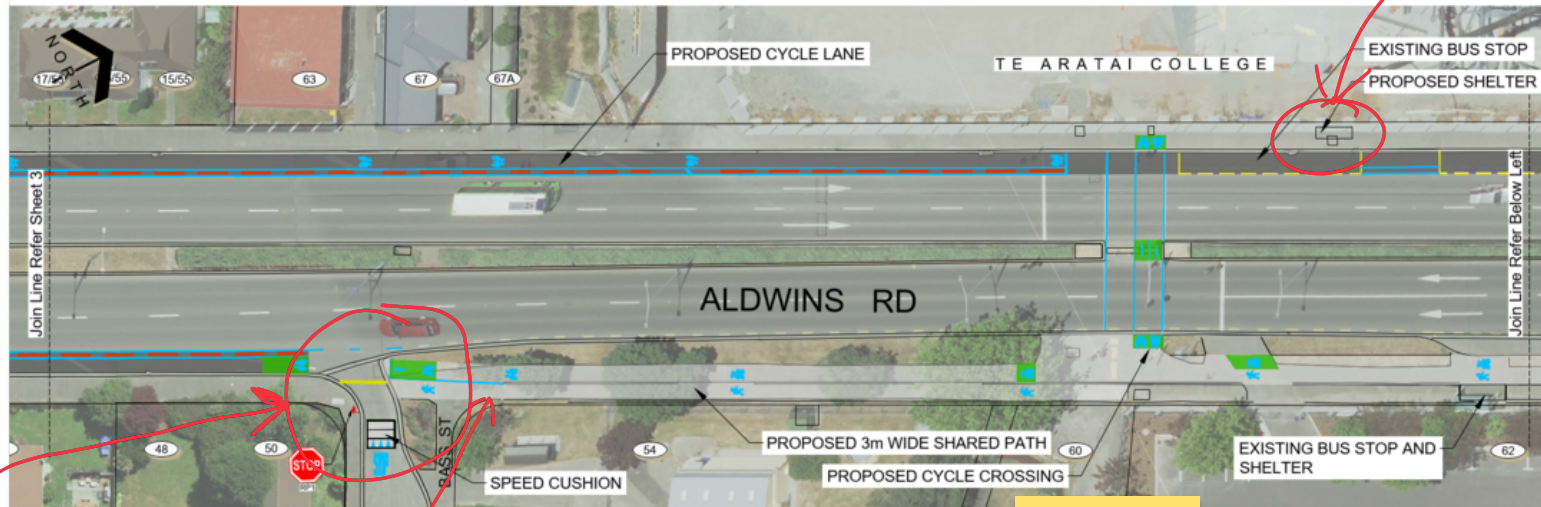 NORTH
15/55
63
67
67A
PROPOSED CYCLE LANE
TE ARATAI COLLEGE
EXISTING BUS STOP
PROPOSED SHELTER
Join Line Refer Sheet 3
Join Line Refer Below Left
ALDWINS RD
48
50
STOP
BASS ST
SPEED CUSHION
54
PROPOSED 3m WIDE SHARED PATH
PROPOSED CYCLE CROSSING
60
EXISTING BUS STOP AND
SHELTER
62